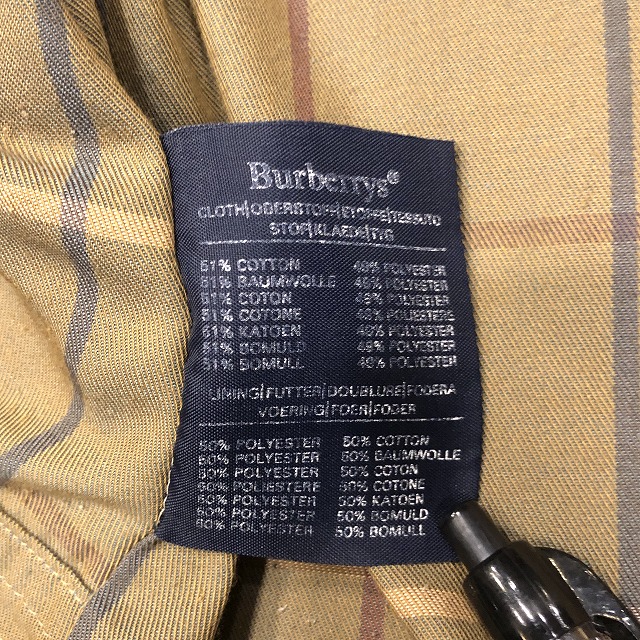 Burberrys®
CLOTH|OBERSTOFF|ETOFFE|TESSUTO
STOF|KLAEDE|TYG
51% COTTON 49% POLYESTER
51% BAUMWOLLE 49% POLYESTER
51% COTON 49% POLYESTER
51% COTONE 49% POLIESTERE
51% KATOEN 49% POLYESTER
51% BOMULD 49% POLYESTER
51% BOMULL 49% POLYESTER
LINING|FUTTER|DOUBLURE|FODERA
VOERING|FOER|FODER
50% POLYESTER 50% COTTON
50% POLYESTER 50% BAUMWOLLE
50% POLYESTER 50% COTON
50% POLIESTERE 50% COTONE
50% POLYESTER 50% KATOEN
50% POLYESTER 50% BOMULD
50% POLYESTER 50% BOMULL